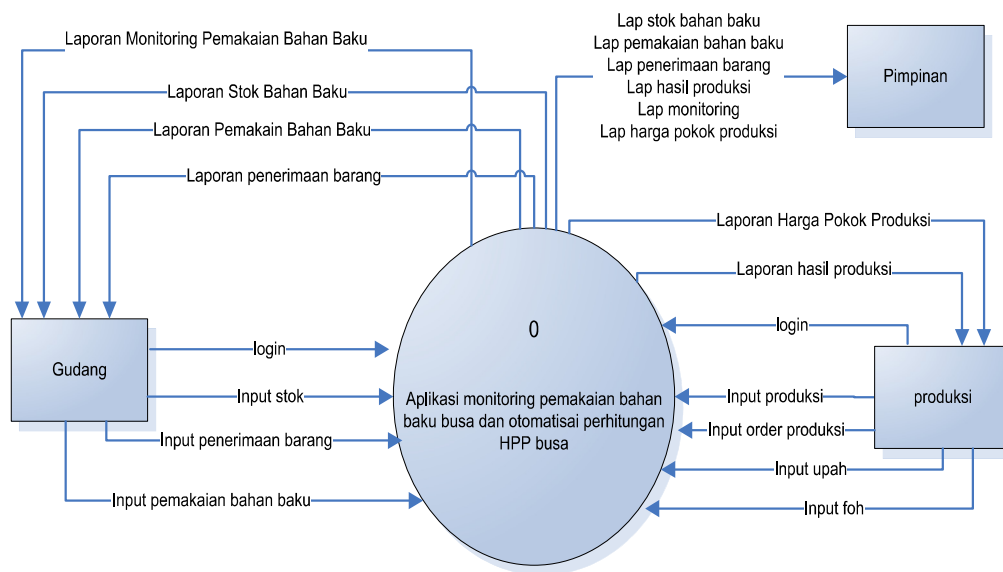 Laporan Monitoring Pemakaian Bahan Baku
Laporan Stok Bahan Baku
Laporan Pemakain Bahan Baku
Laporan penerimaan barang
Lap stok bahan baku
Lap pemakaian bahan baku
Lap penerimaan barang
Lap hasil produksi
Lap monitoring
Lap harga pokok produksi
Pimpinan
Laporan Harga Pokok Produksi
Laporan hasil produksi
Gudang
login
Input stok
Input penerimaan barang
Input pemakaian bahan baku
0
Aplikasi monitoring pemakaian bahan
baku busa dan otomatisai perhitungan
HPP busa
login
Input produksi
Input order produksi
Input upah
Input foh
produksi